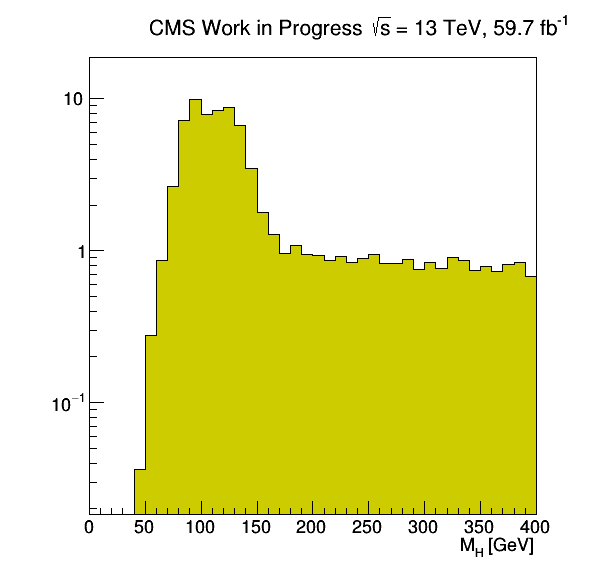 CMS Work in Progress √s = 13 TeV, 59.7 fb⁻¹
10
1
10⁻¹
0 50 100 150 200 250 300 350 400
M_H [GeV]